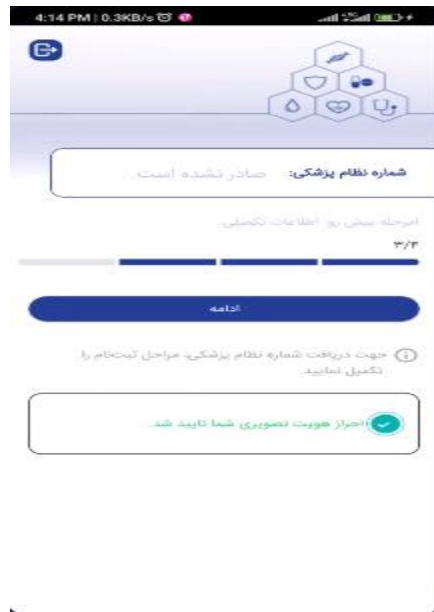 4:14 PM | 0.3KB/s
شماره نظام پزشکی: صادر نشده است.
(مرحله پیش رو: اطلاعات تکمیلی)
۳/۴
ادامه
جهت دریافت شماره نظام پزشکی، مراحل ثبت‌نام را
تکمیل نمایید.
احراز هویت تصویری شما تایید شد.